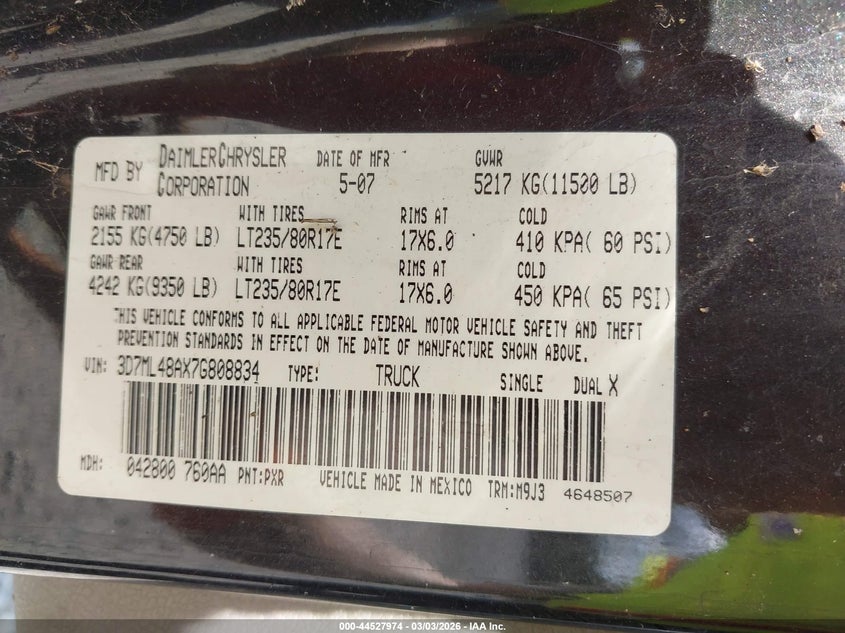 MFD BY DAIMLERCHRYSLER CORPORATION DATE OF MFR 5-07 GVWR 5217 KG(11500 LB)
GAWR FRONT WITH TIRES RIMS AT COLD
2155 KG(4750 LB) LT235/80R17E 17X6.0 410 KPA( 60 PSI)
GAWR REAR WITH TIRES RIMS AT COLD
4242 KG(9350 LB) LT235/80R17E 17X6.0 450 KPA( 65 PSI)
THIS VEHICLE CONFORMS TO ALL APPLICABLE FEDERAL MOTOR VEHICLE SAFETY AND THEFT
PREVENTION STANDARDS IN EFFECT ON THE DATE OF MANUFACTURE SHOWN ABOVE.
VIN: 3D7ML48AX7G808834 TYPE: TRUCK SINGLE DUAL X
MDH: 042800 760AA PNT:PXR VEHICLE MADE IN MEXICO TRM:M9J3 4648507
000-44527974 - 03/03/2026 - IAA Inc.